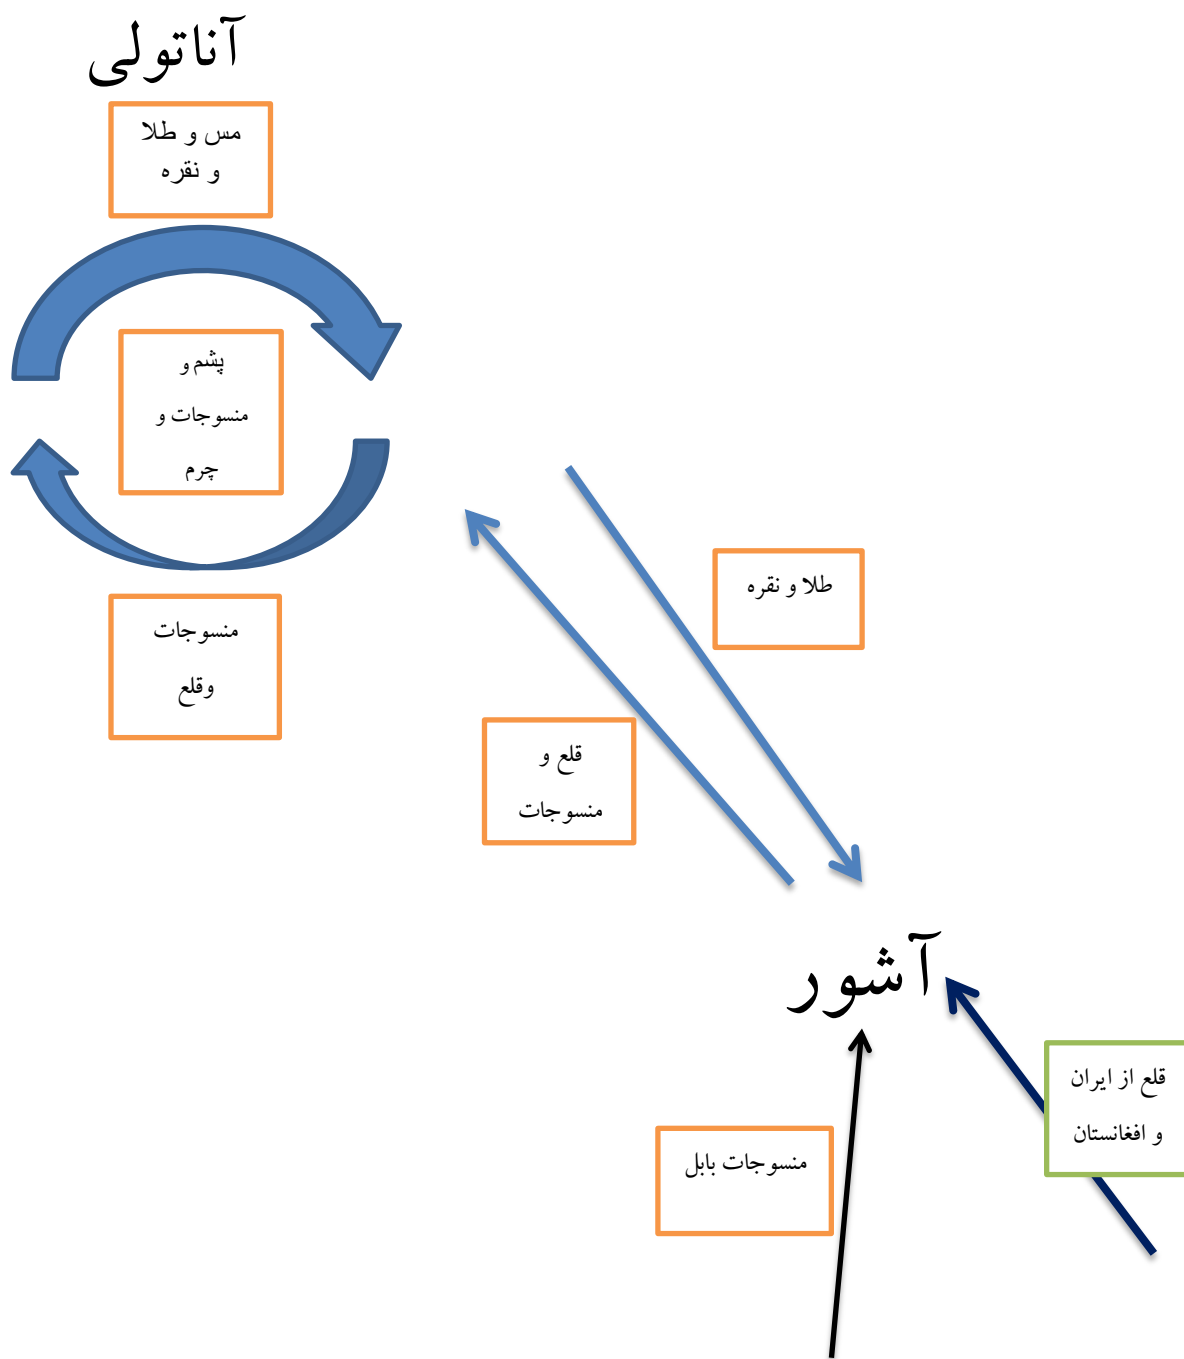 آناتولی
مس و طلا
و نقره
پشم و
منسوجات و
چرم
منسوجات
وقلع
طلا و نقره
قلع و
منسوجات
آشور
قلع از ایران
و افغانستان
منسوجات بابل